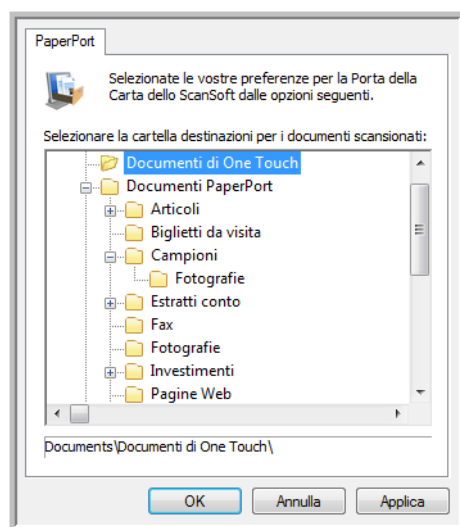 PaperPort
Selezionate le vostre preferenze per la Porta della
Carta dello ScanSoft dalle opzioni seguenti.
Selezionare la cartella destinazioni per i documenti scansionati:
Documenti di One Touch
Documenti PaperPort
Articoli
Biglietti da visita
Campioni
Fotografie
Estratti conto
Fax
Fotografie
Investimenti
Pagine Web
Documents\Documenti di One Touch\
OK
Annulla
Applica